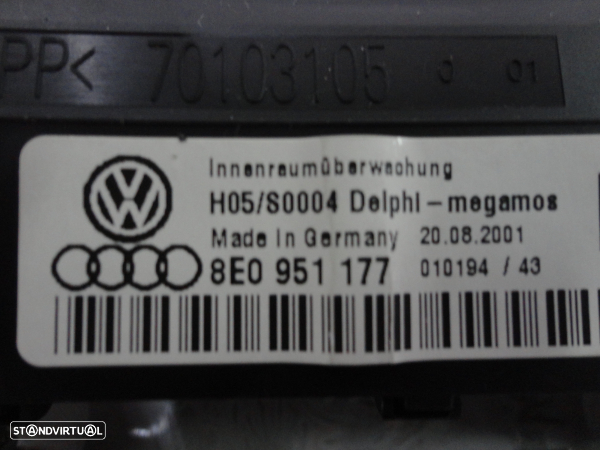 PP< 70103105 0 01
Innenraumüberwachung
H05/S0004 Delphi-megamos
Made in Germany 20.08.2001
8E0 951 177 010194 / 43
STANDVIRTUAL